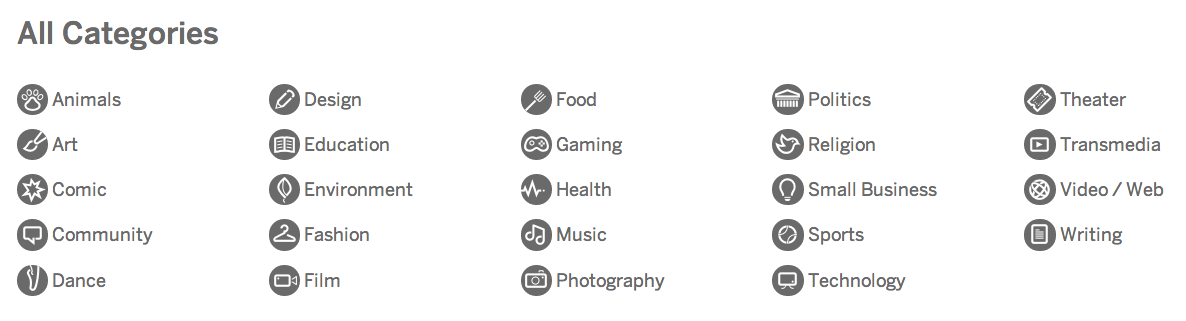 All Categories
Animals
Art
Comic
Community
Dance
Design
Education
Environment
Fashion
Film
Food
Gaming
Health
Music
Photography
Politics
Religion
Small Business
Sports
Technology
Theater
Transmedia
Video / Web
Writing